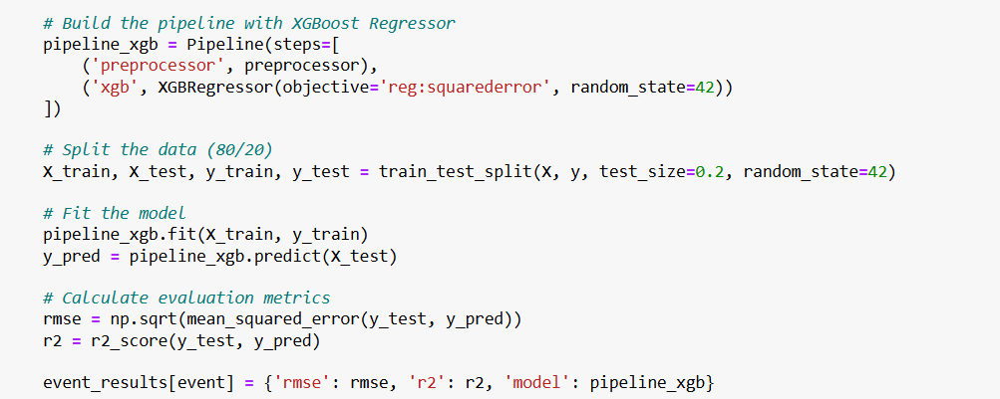 # Build the pipeline with XGBoost Regressor
pipeline_xgb = Pipeline(steps=[
    ('preprocessor', preprocessor),
    ('xgb', XGBRegressor(objective='reg:squarederror', random_state=42))
])

# Split the data (80/20)
X_train, X_test, y_train, y_test = train_test_split(X, y, test_size=0.2, random_state=42)

# Fit the model
pipeline_xgb.fit(X_train, y_train)
y_pred = pipeline_xgb.predict(X_test)

# Calculate evaluation metrics
rmse = np.sqrt(mean_squared_error(y_test, y_pred))
r2 = r2_score(y_test, y_pred)

event_results[event] = {'rmse': rmse, 'r2': r2, 'model': pipeline_xgb}